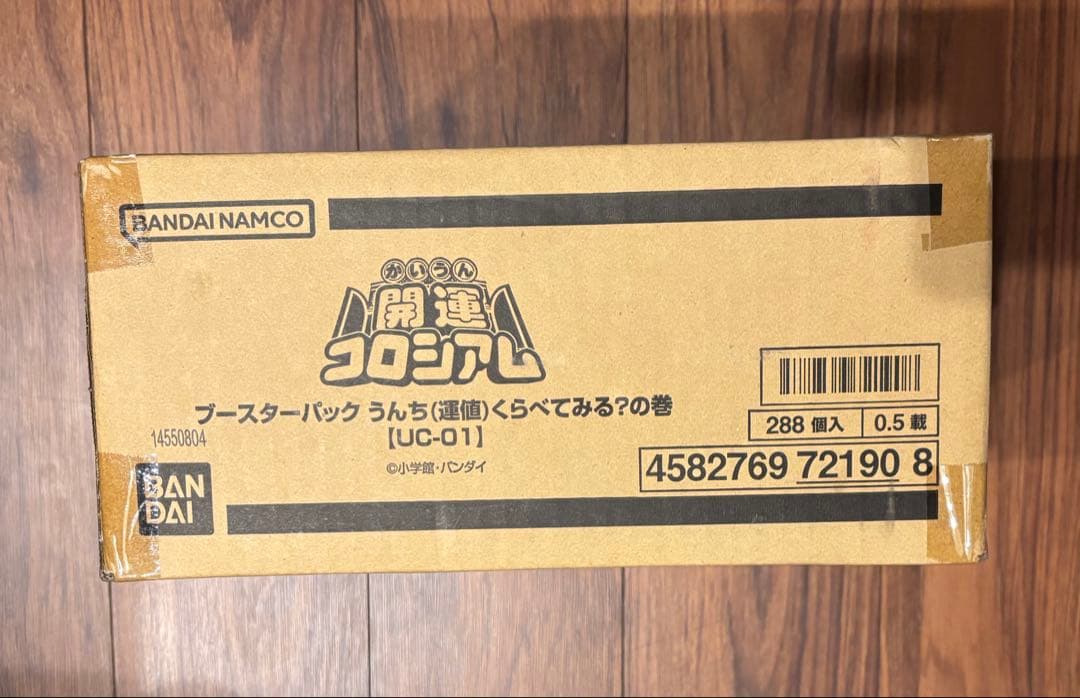 BANDAI NAMCO
かいうん
開運
コロシアム
ブースターパック うんち(運値)くらべてみる?の巻
【UC-01】
14550804
©小学館・バンダイ
BAN
DAI
288 個入
0.5 載
4582769 72190 8